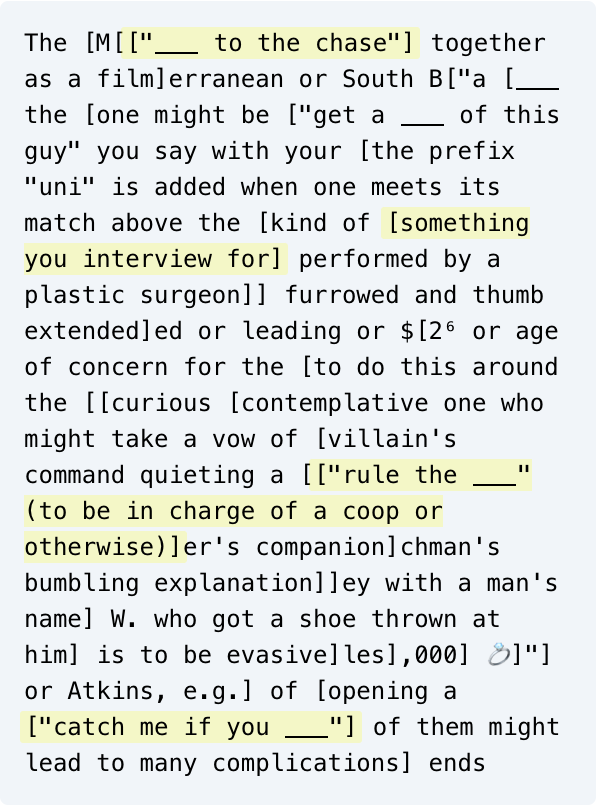 The [M[["___ to the chase"] together
as a film]erranean or South B["a [___
the [one might be ["get a ___ of this
guy" you say with your [the prefix
"uni" is added when one meets its
match above the [kind of [something
you interview for] performed by a
plastic surgeon]] furrowed and thumb
extended]ed or leading or $[2⁶ or age
of concern for the [to do this around
the [[curious [contemplative one who
might take a vow of [villain's
command quieting a [["rule the ___"
(to be in charge of a coop or
otherwise)]er's companion]chman's
bumbling explanation]]ey with a man's
name] W. who got a shoe thrown at
him] is to be evasive]les],000] 💍]"]
or Atkins, e.g.] of [opening a
["catch me if you ___"] of them might
lead to many complications] ends